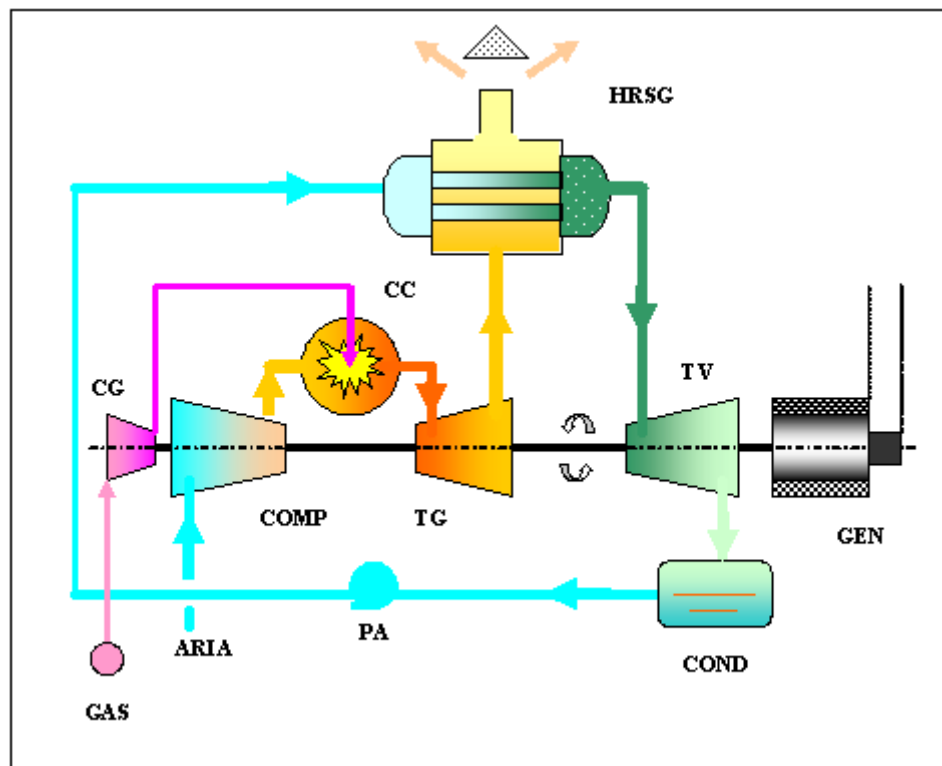 HRSG
CC
CG
TV
COMP
TG
GEN
ARIA
PA
COND
GAS